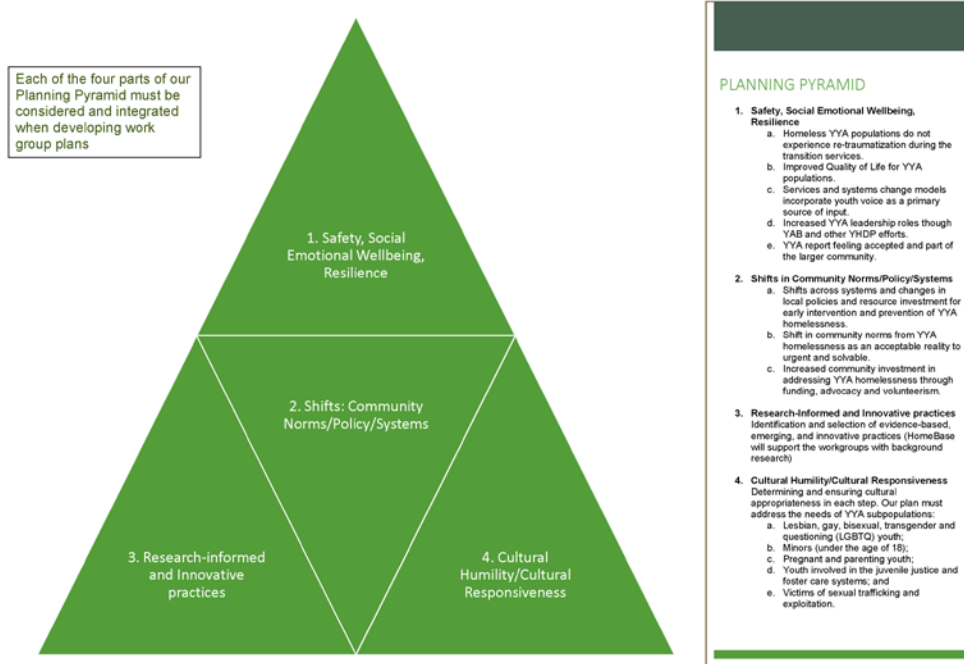 Each of the four parts of our
Planning Pyramid must be
considered and integrated
when developing work
group plans
1. Safety, Social
Emotional Wellbeing,
Resilience
2. Shifts: Community
Norms/Policy/Systems
3. Research-informed
and Innovative
practices
4. Cultural
Humility/Cultural
Responsiveness
PLANNING PYRAMID
1. Safety, Social Emotional Wellbeing,
Resilience
a. Homeless YYA populations do not
experience re-traumatization during the
transition services.
b. Improved Quality of Life for YYA
populations.
c. Services and systems change models
incorporate youth voice as a primary
source of input.
d. Increased YYA leadership roles though
YAB and other YHDP efforts.
e. YYA report feeling accepted and part of
the larger community.
2. Shifts in Community Norms/Policy/Systems
a. Shifts across systems and changes in
local policies and resource investment for
early intervention and prevention of YYA
homelessness.
b. Shift in community norms from YYA
homelessness as an acceptable reality to
urgent and solvable.
c. Increased community investment in
addressing YYA homelessness through
funding, advocacy and volunteerism.
3. Research-Informed and Innovative practices
Identification and selection of evidence-based,
emerging, and innovative practices (HomeBase
will support the workgroups with background
research)
4. Cultural Humility/Cultural Responsiveness
Determining and ensuring cultural
appropriateness in each step. Our plan must
address the needs of YYA subpopulations:
a. Lesbian, gay, bisexual, transgender and
questioning (LGBTQ) youth;
b. Minors (under the age of 18);
c. Pregnant and parenting youth;
d. Youth involved in the juvenile justice and
foster care systems; and
e. Victims of sexual trafficking and
exploitation.